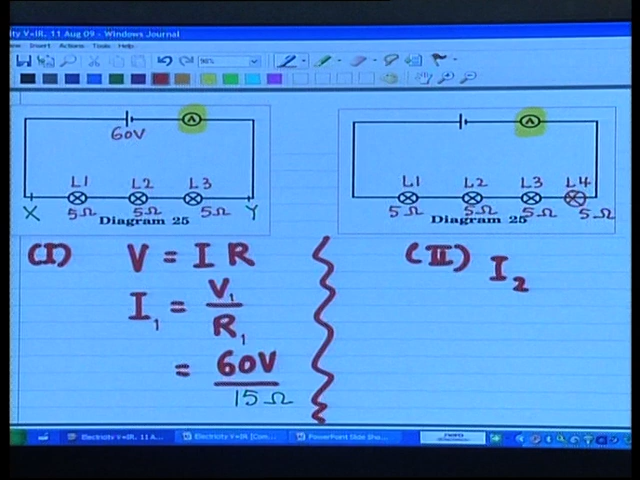 ity V=IR, 11 Aug 09 - Windows Journal
Insert Actions Tools Help
98%
60V
A
A
L1 L2 L3
L1 L2 L3 L4
X 5Ω 5Ω 5Ω Y
5Ω 5Ω 5Ω 5Ω
Diagram 25
Diagram 25
(I) V = I R
I₁ = V₁
R₁
= 60V
15Ω
(II) I₂
Electricity V=IR, 11 A...
Electricity V=IR [Com...
PowerPoint Slide Sho...